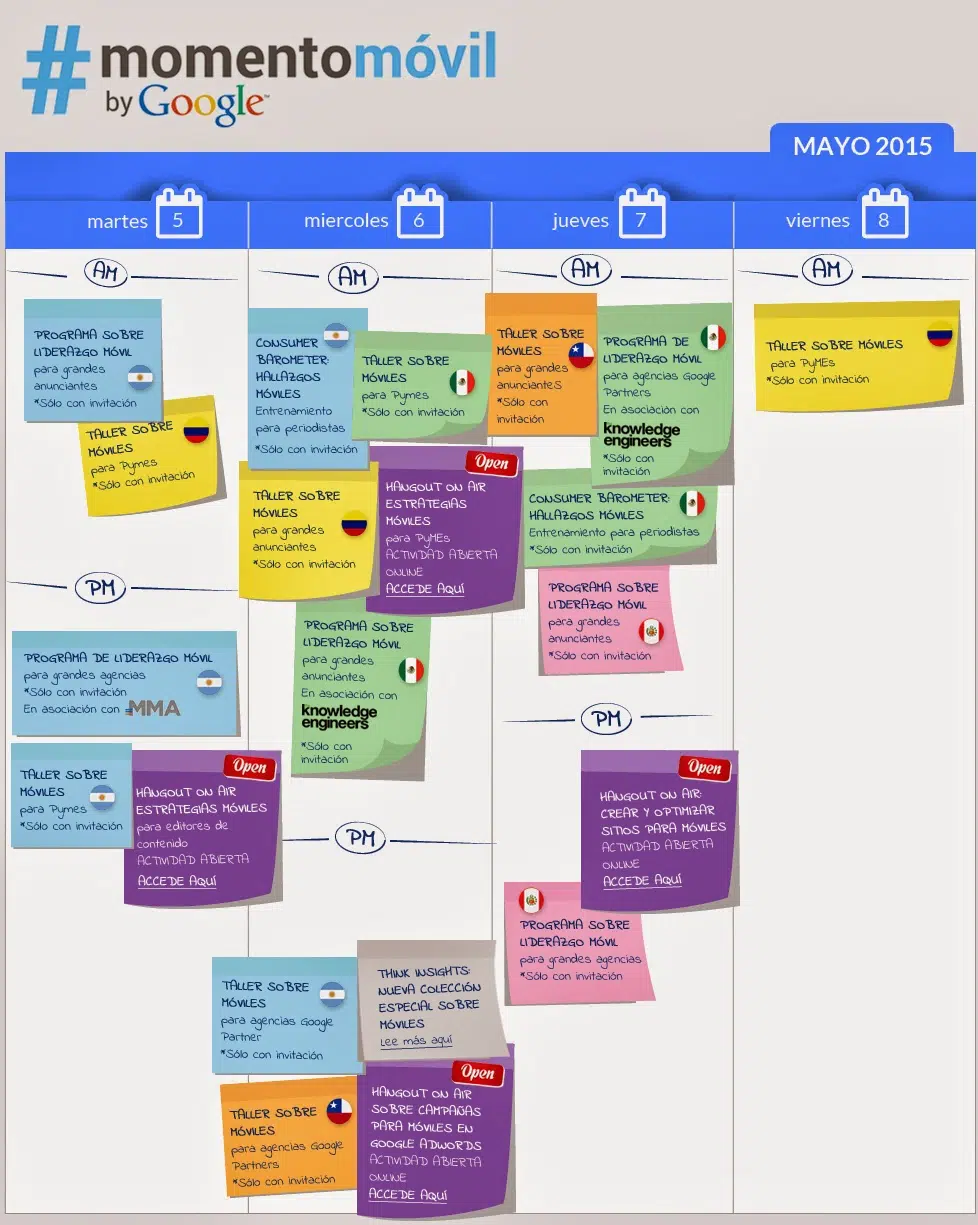 #momentomóvil
by Google™
MAYO 2015
martes 5
miercoles 6
jueves 7
viernes 8
AM
PROGRAMA SOBRE
LIDERAZGO MÓVIL
para grandes
anunciantes
*Sólo con invitación
TALLER SOBRE
MÓVILES
para Pymes
*Sólo con invitación
PM
PROGRAMA DE LIDERAZGO MÓVIL
para grandes agencias
*Sólo con invitación
En asociación con MMA
TALLER SOBRE
MÓVILES
para Pymes
*Sólo con invitación
Open
HANGOUT ON AIR
ESTRATEGIAS MÓVILES
para editores de
contenido
ACTIVIDAD ABIERTA
ACCEDE AQUÍ
AM
CONSUMER
BAROMETER:
HALLAZGOS
MÓVILES
Entrenamiento
para periodistas
*Sólo con invitación
TALLER SOBRE
MÓVILES
para Pymes
*Sólo con invitación
TALLER SOBRE
MÓVILES
para grandes
anunciantes
*Sólo con invitación
Open
HANGOUT ON AIR
ESTRATEGIAS
MÓVILES
para PyMEs
ACTIVIDAD ABIERTA
ONLINE
ACCEDE AQUÍ
PROGRAMA SOBRE
LIDERAZGO MÓVIL
para grandes
anunciantes
En asociación con
knowledge
engineers
*Sólo con
invitación
PM
TALLER SOBRE
MÓVILES
para agencias Google
Partner
*Sólo con invitación
THINK INSIGHTS:
NUEVA COLECCIÓN
ESPECIAL SOBRE
MÓVILES
Lee más aquí
TALLER SOBRE
MÓVILES
para agencias Google
Partners
*Sólo con invitación
Open
HANGOUT ON AIR
SOBRE CAMPAÑAS
PARA MÓVILES EN
GOOGLE ADWORDS
ACTIVIDAD ABIERTA
ONLINE
ACCEDE AQUÍ
AM
TALLER SOBRE
MÓVILES
para grandes
anunciantes
*Sólo con
invitación
PROGRAMA DE
LIDERAZGO MÓVIL
para agencias Google
Partners
En asociación con
knowledge
engineers
*Sólo con
invitación
CONSUMER BAROMETER:
HALLAZGOS MÓVILES
Entrenamiento para periodistas
*Sólo con invitación
PROGRAMA SOBRE
LIDERAZGO MÓVIL
para grandes
anunciantes
*Sólo con invitación
PM
Open
HANGOUT ON AIR:
CREAR Y OPTIMIZAR
SITIOS PARA MÓVILES
ACTIVIDAD ABIERTA
ONLINE
ACCEDE AQUÍ
PROGRAMA SOBRE
LIDERAZGO MÓVIL
para grandes agencias
*Sólo con invitación
AM
TALLER SOBRE MÓVILES
para PyMEs
*Sólo con invitación